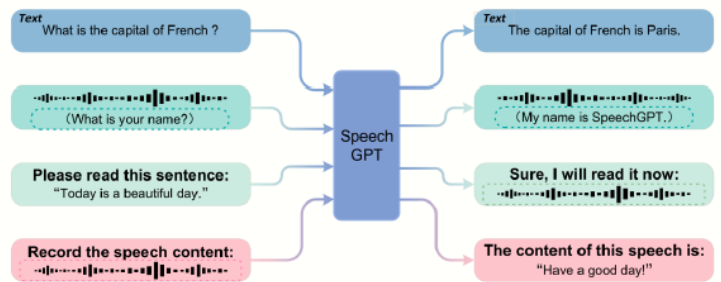 Text
What is the capital of French ?
(What is your name?)
Please read this sentence:
“Today is a beautiful day.”
Record the speech content:
Speech
GPT
Text
The capital of French is Paris.
(My name is SpeechGPT.)
Sure, I will read it now:
The content of this speech is:
“Have a good day!”